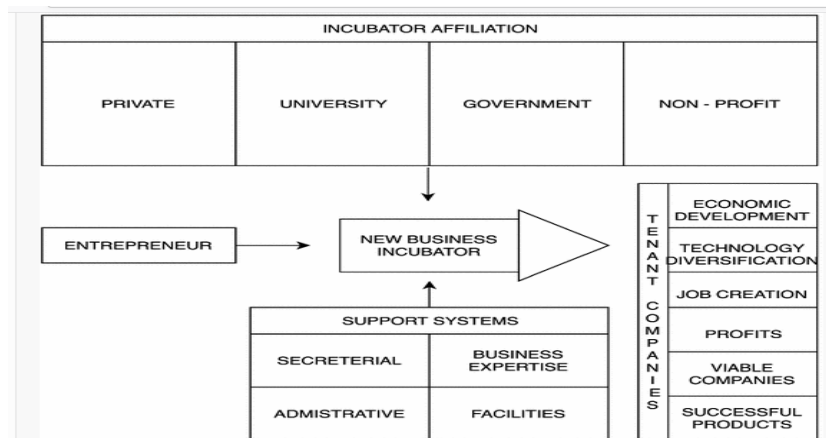 INCUBATOR AFFILIATION
PRIVATE
UNIVERSITY
GOVERNMENT
NON - PROFIT
ENTREPRENEUR
NEW BUSINESS
INCUBATOR
SUPPORT SYSTEMS
SECRETERIAL
BUSINESS
EXPERTISE
ADMISTRATIVE
FACILITIES
TENANT COMPANIES
ECONOMIC
DEVELOPMENT
TECHNOLOGY
DIVERSIFICATION
JOB CREATION
PROFITS
VIABLE
COMPANIES
SUCCESSFUL
PRODUCTS